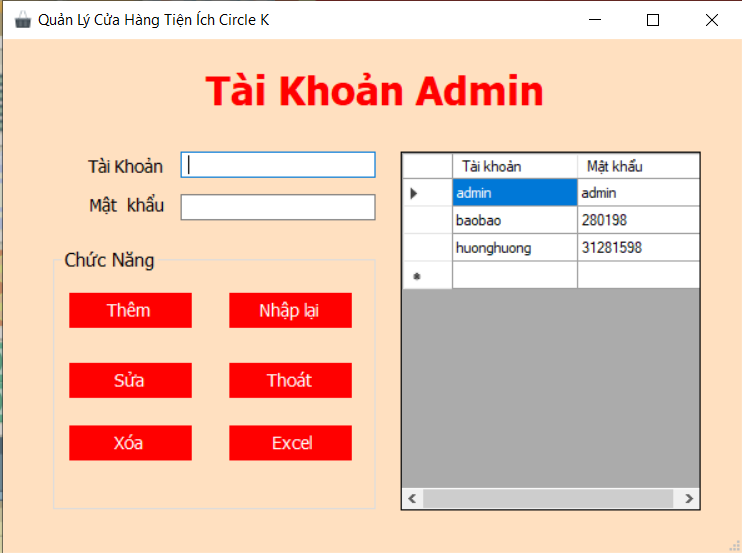 Quản Lý Cửa Hàng Tiện Ích Circle K
Tài Khoản Admin
Tài Khoản
Mật khẩu
Chức Năng
Thêm Nhập lại
Sửa Thoát
Xóa Excel
Tài khoản Mật khẩu
admin admin
baobao 280198
huonghuong 31281598